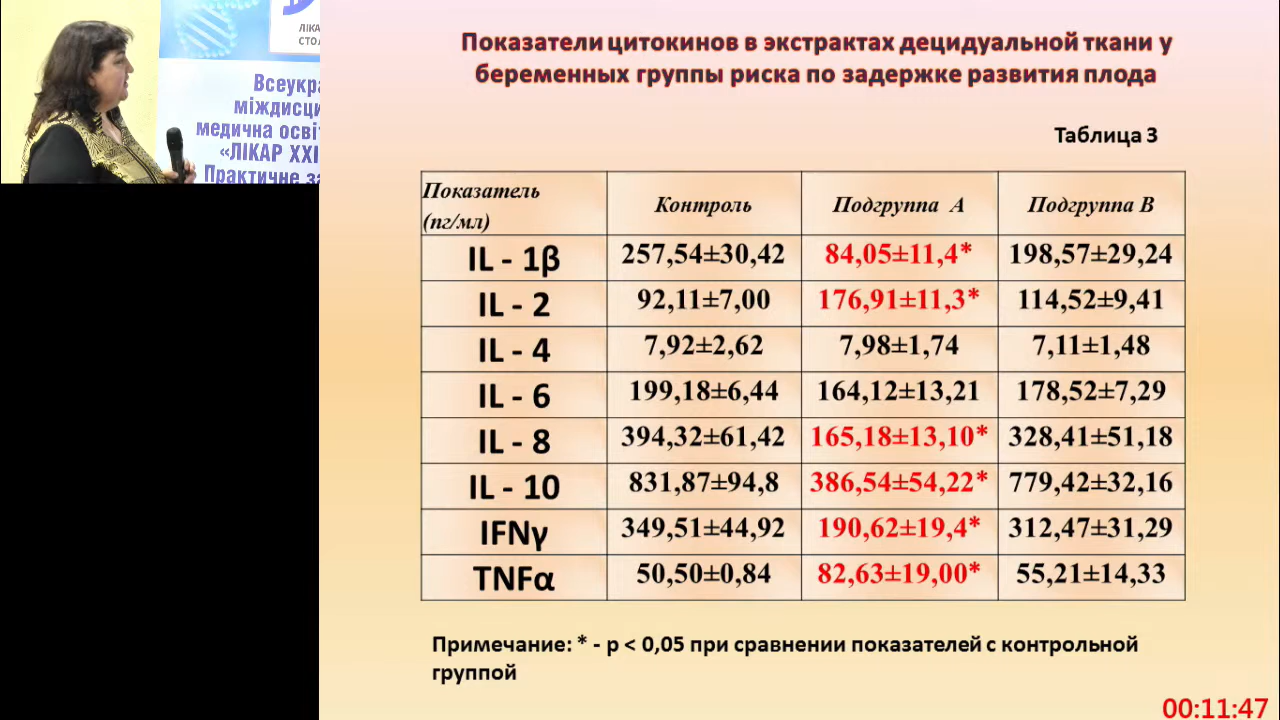 ЛІКА
СТОЛ
Всеукра
міждисци
медична осві
«ЛІКАР ХХІ
Практичне за
Показатели цитокинов в экстрактах децидуальной ткани у
беременных группы риска по задержке развития плода
Таблица 3
Показатель
(пг/мл) Контроль Подгруппа А Подгруппа В
IL - 1β 257,54±30,42 84,05±11,4* 198,57±29,24
IL - 2 92,11±7,00 176,91±11,3* 114,52±9,41
IL - 4 7,92±2,62 7,98±1,74 7,11±1,48
IL - 6 199,18±6,44 164,12±13,21 178,52±7,29
IL - 8 394,32±61,42 165,18±13,10* 328,41±51,18
IL - 10 831,87±94,8 386,54±54,22* 779,42±32,16
IFNγ 349,51±44,92 190,62±19,4* 312,47±31,29
TNFα 50,50±0,84 82,63±19,00* 55,21±14,33
Примечание: * - р < 0,05 при сравнении показателей с контрольной
группой
00:11:47